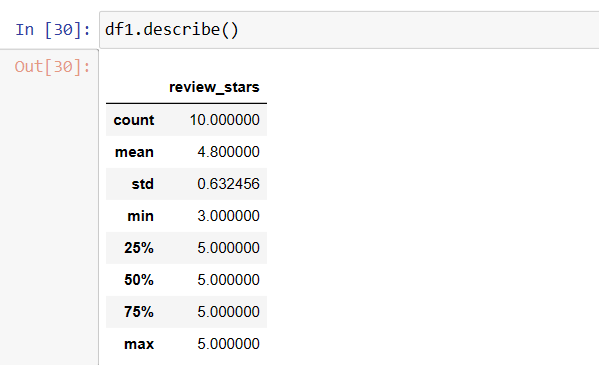 In [30]: df1.describe()
Out[30]:
review_stars
count 10.000000
mean 4.800000
std 0.632456
min 3.000000
25% 5.000000
50% 5.000000
75% 5.000000
max 5.000000